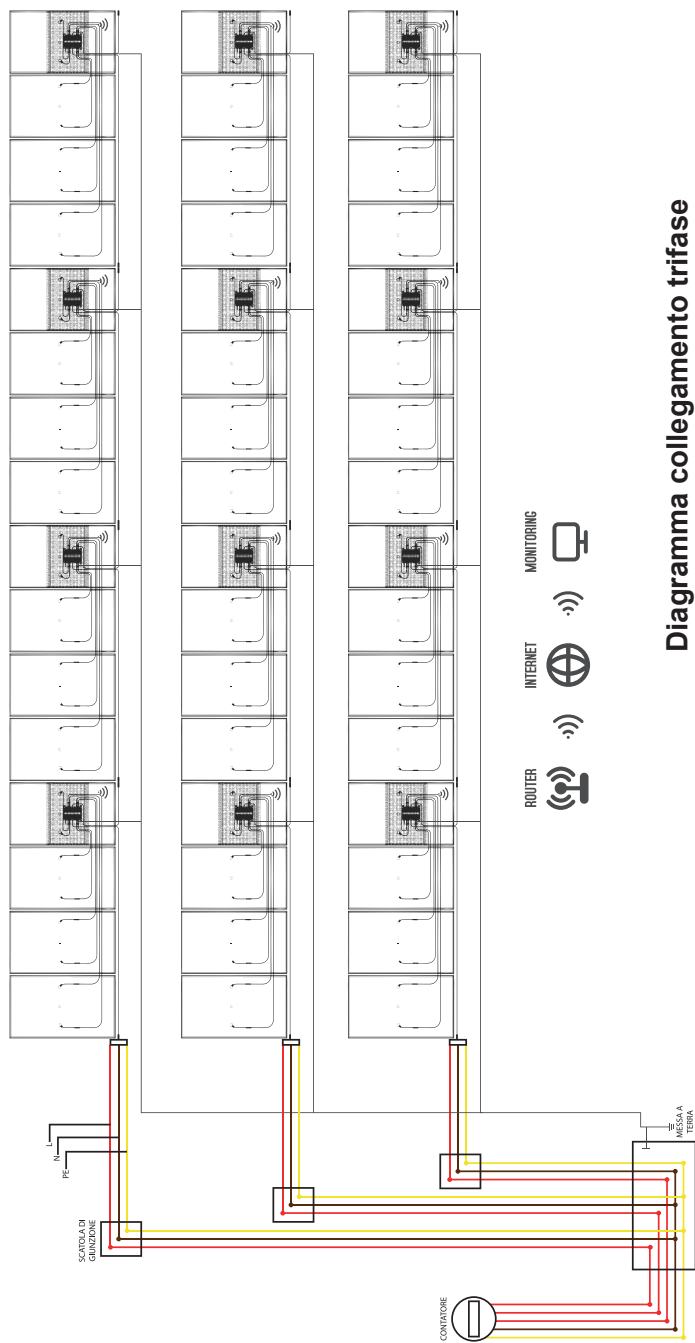 SCATOLA DI
GIUNZIONE
L
N
PE
CONTATORE
MESSA A
TERRA
ROUTER
INTERNET
MONITORING
Diagramma collegamento trifase